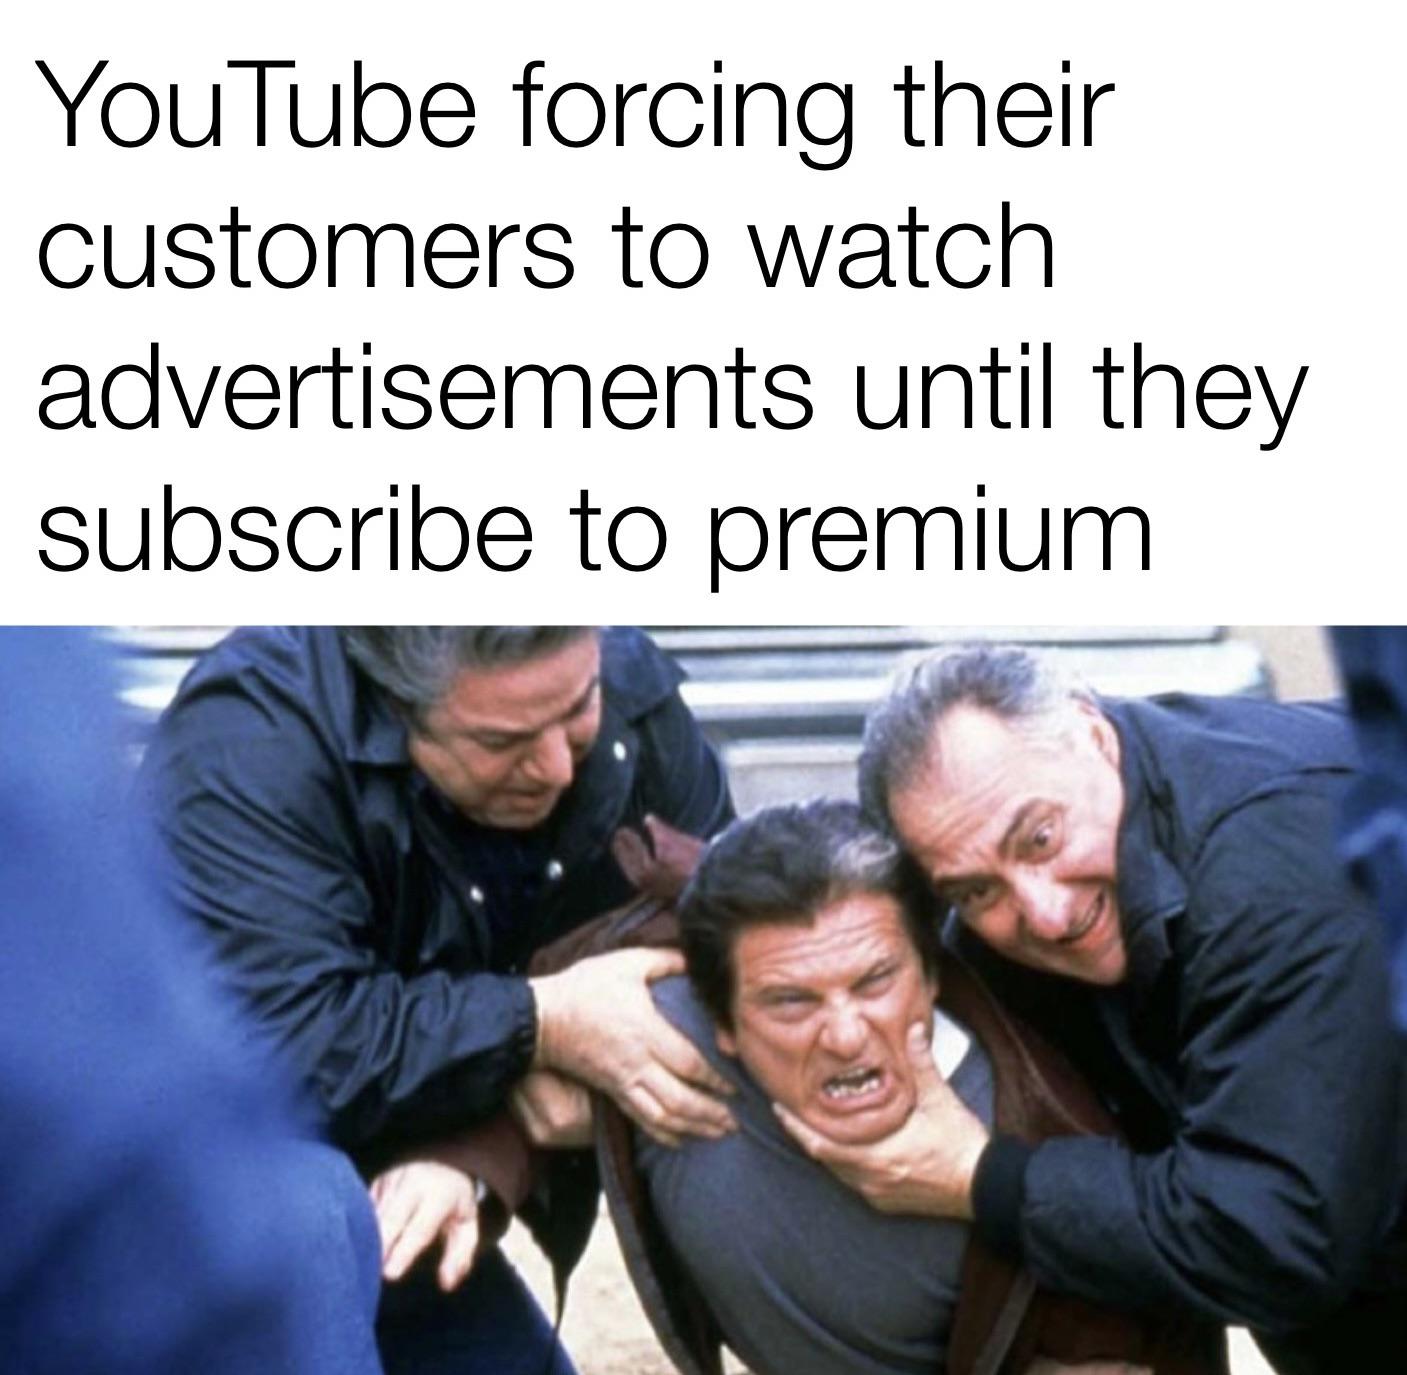 YouTube forcing their
customers to watch
advertisements until they
subscribe to premium